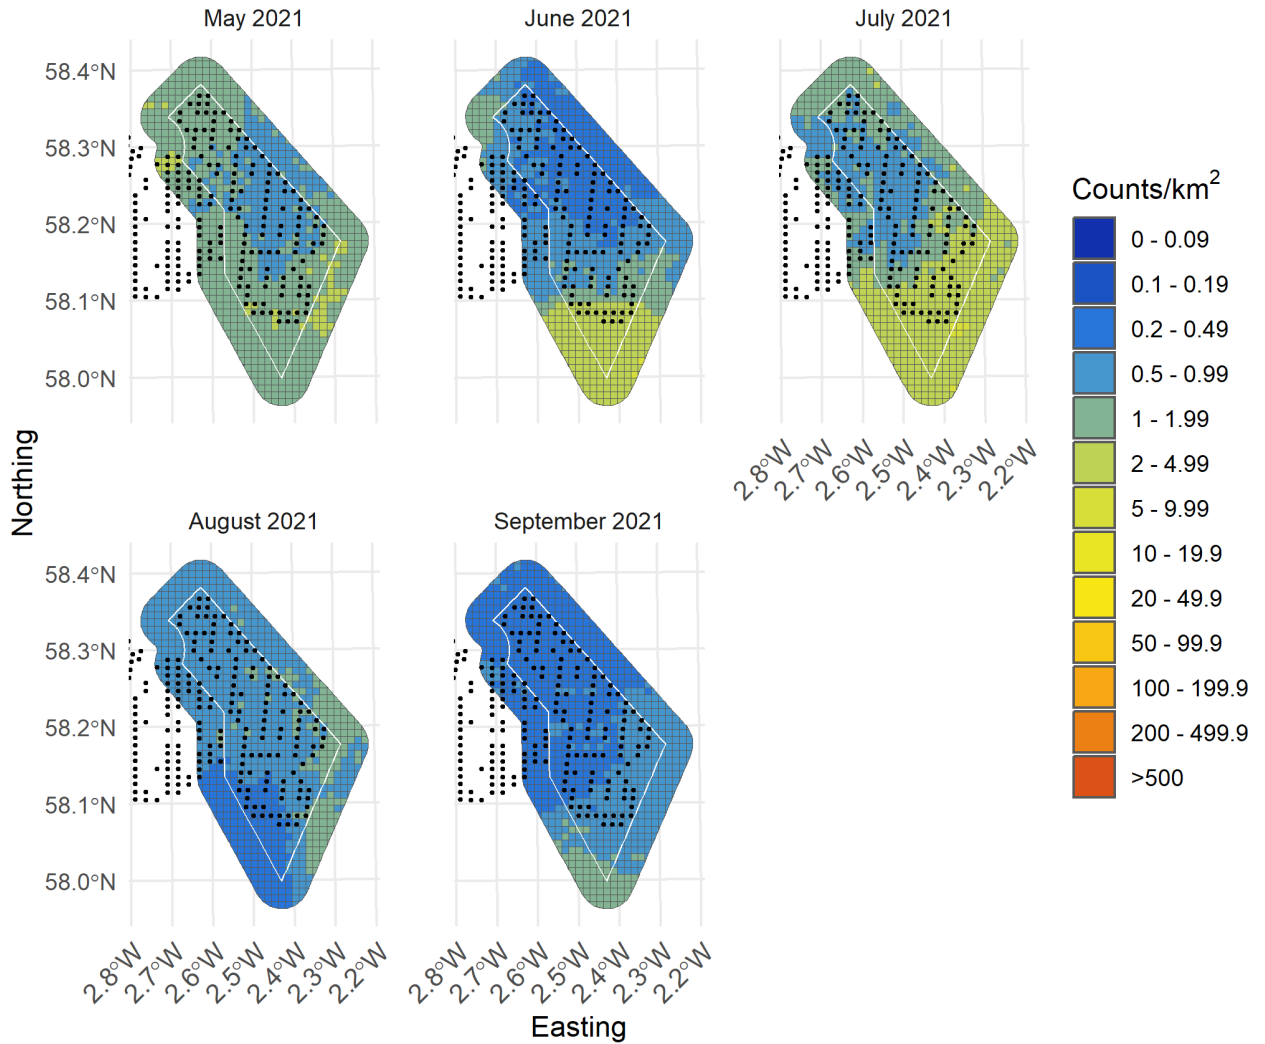 May 2021
June 2021
July 2021
58.4°N
58.3°N
58.2°N
58.1°N
58.0°N
2.8°W
2.7°W
2.6°W
2.5°W
2.4°W
2.3°W
2.2°W
Northing
August 2021
September 2021
58.4°N
58.3°N
58.2°N
58.1°N
58.0°N
2.8°W
2.7°W
2.6°W
2.5°W
2.4°W
2.3°W
2.2°W
2.8°W
2.7°W
2.6°W
2.5°W
2.4°W
2.3°W
2.2°W
Easting
Counts/km²
0 - 0.09
0.1 - 0.19
0.2 - 0.49
0.5 - 0.99
1 - 1.99
2 - 4.99
5 - 9.99
10 - 19.9
20 - 49.9
50 - 99.9
100 - 199.9
200 - 499.9
>500